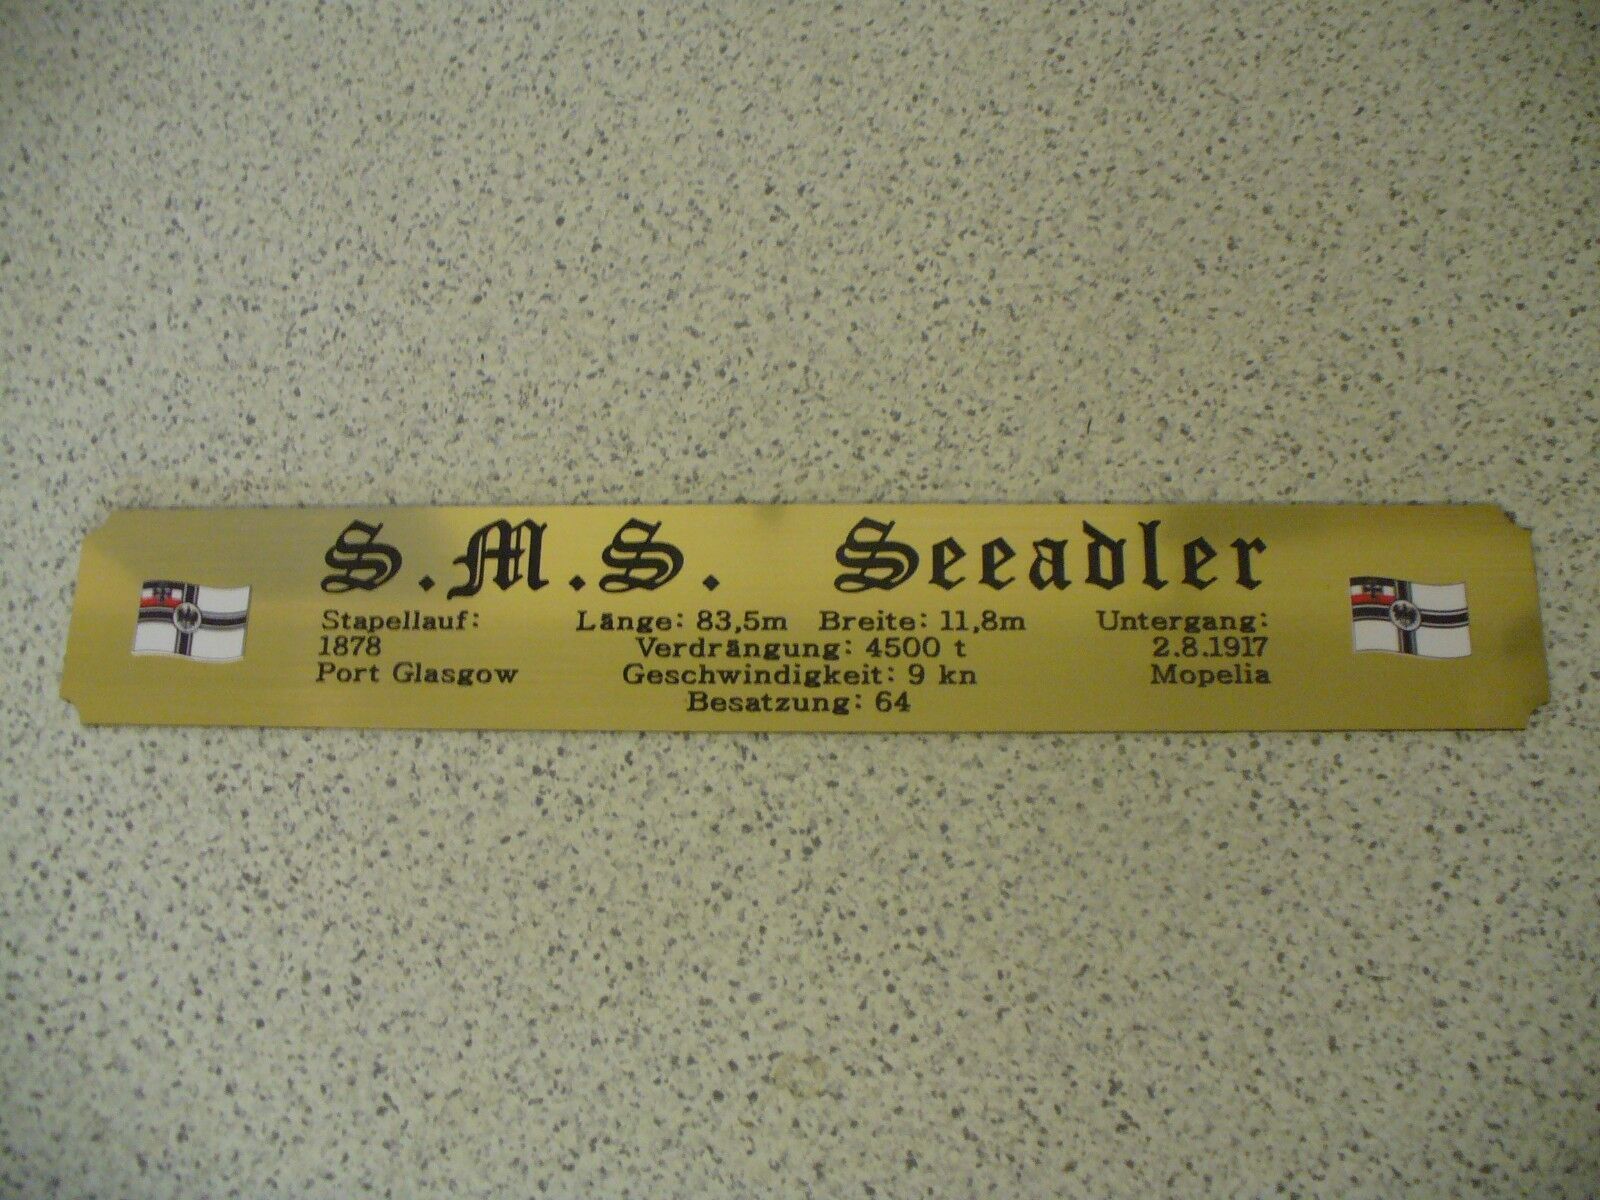 S.M.S. Seeadler
Stapellauf:
1878
Port Glasgow
Länge: 83,5m Breite: 11,8m
Verdrängung: 4500 t
Geschwindigkeit: 9 kn
Besatzung: 64
Untergang:
2.8.1917
Mopelia